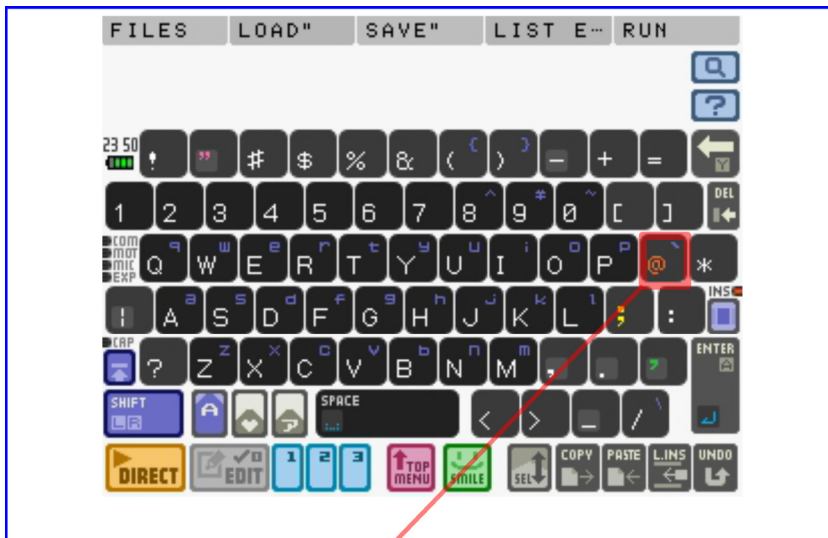 FILES LOAD" SAVE" LIST E… RUN
?
23 50 ! " # $ % & ( { ) } − + = Y
1 2 3 4 5 6 7 8 ^ 9 # 0 ~ [ ] DEL
COM MOT MIC EXP Q q W w E e R r T t Y y U u I i O o P p @ ` *
INS
| A a S s D d F f G g H h J j K k L l ; :
CAP ? Z z X x C c V v B b N n M m , . ' ENTER A
SHIFT L R A SPACE < > _ / \
DIRECT EDIT 1 2 3 TOP MENU SMILE SEL COPY PASTE L.INS UNDO